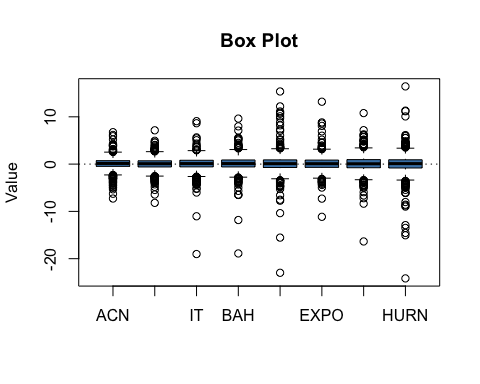 Box Plot
Value
10
0
-10
-20
ACN IT BAH EXPO HURN